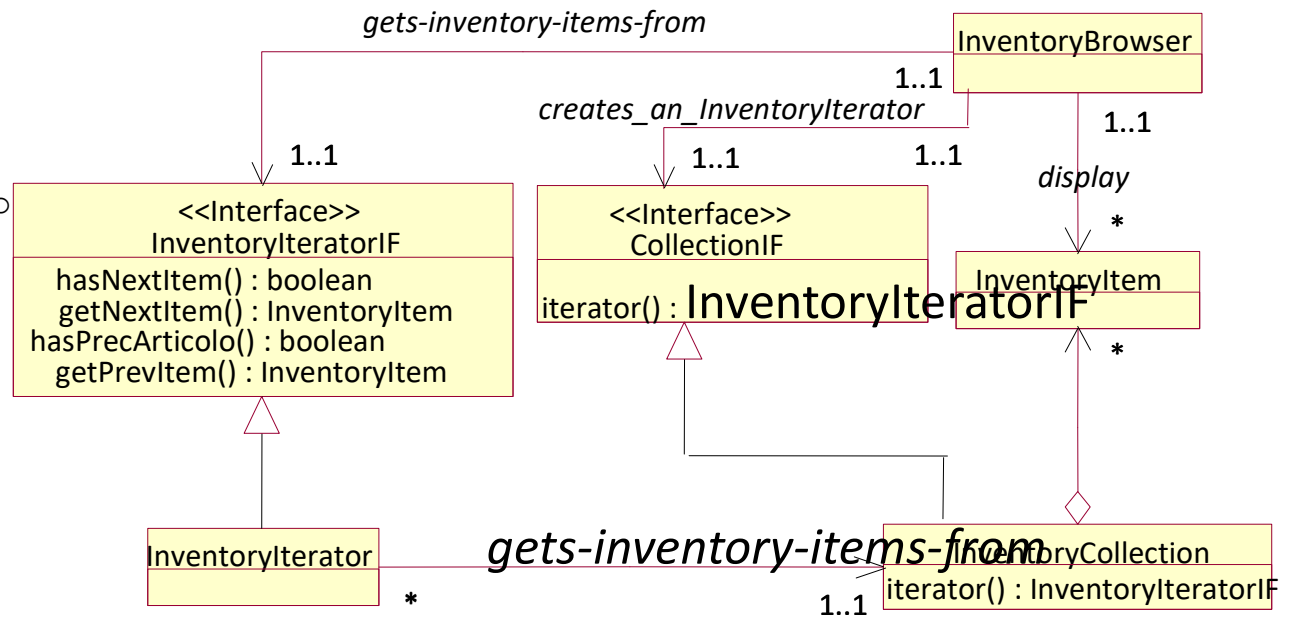 gets-inventory-items-from
InventoryBrowser
1..1
creates_an_InventoryIterator
1..1
1..1
1..1
1..1
display
*
<<Interface>>
InventoryIteratorIF
hasNextItem() : boolean
getNextItem() : InventoryItem
hasPrecArticolo() : boolean
getPrevItem() : InventoryItem
<<Interface>>
CollectionIF
iterator() : InventoryIteratorIF
InventoryItem
*
InventoryIterator
*
gets-inventory-items-from
1..1
InventoryCollection
iterator() : InventoryIteratorIF